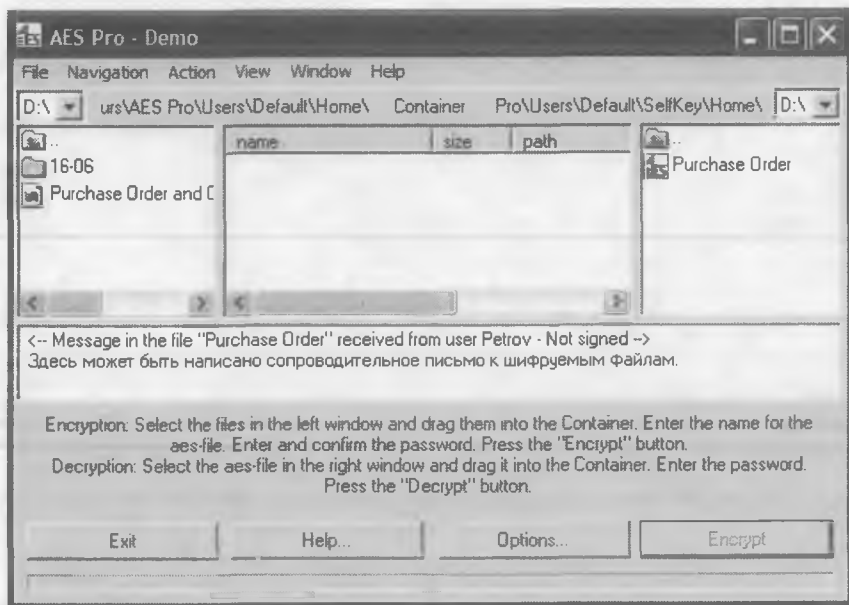 AES Pro - Demo
File Navigation Action View Window Help
D:\ urs\AES Pro\Users\Default\Home\ Container Pro\Users\Default\SelfKey\Home\ D:\
.. name size path ..
16-06 Purchase Order
Purchase Order and C
<-- Message in the file "Purchase Order" received from user Petrov - Not signed -->
Здесь может быть написано сопроводительное письмо к шифруемым файлам.
Encryption: Select the files in the left window and drag them into the Container. Enter the name for the
aes-file. Enter and confirm the password. Press the "Encrypt" button.
Decryption: Select the aes-file in the right window and drag it into the Container. Enter the password.
Press the "Decrypt" button.
Exit Help... Options... Encrypt